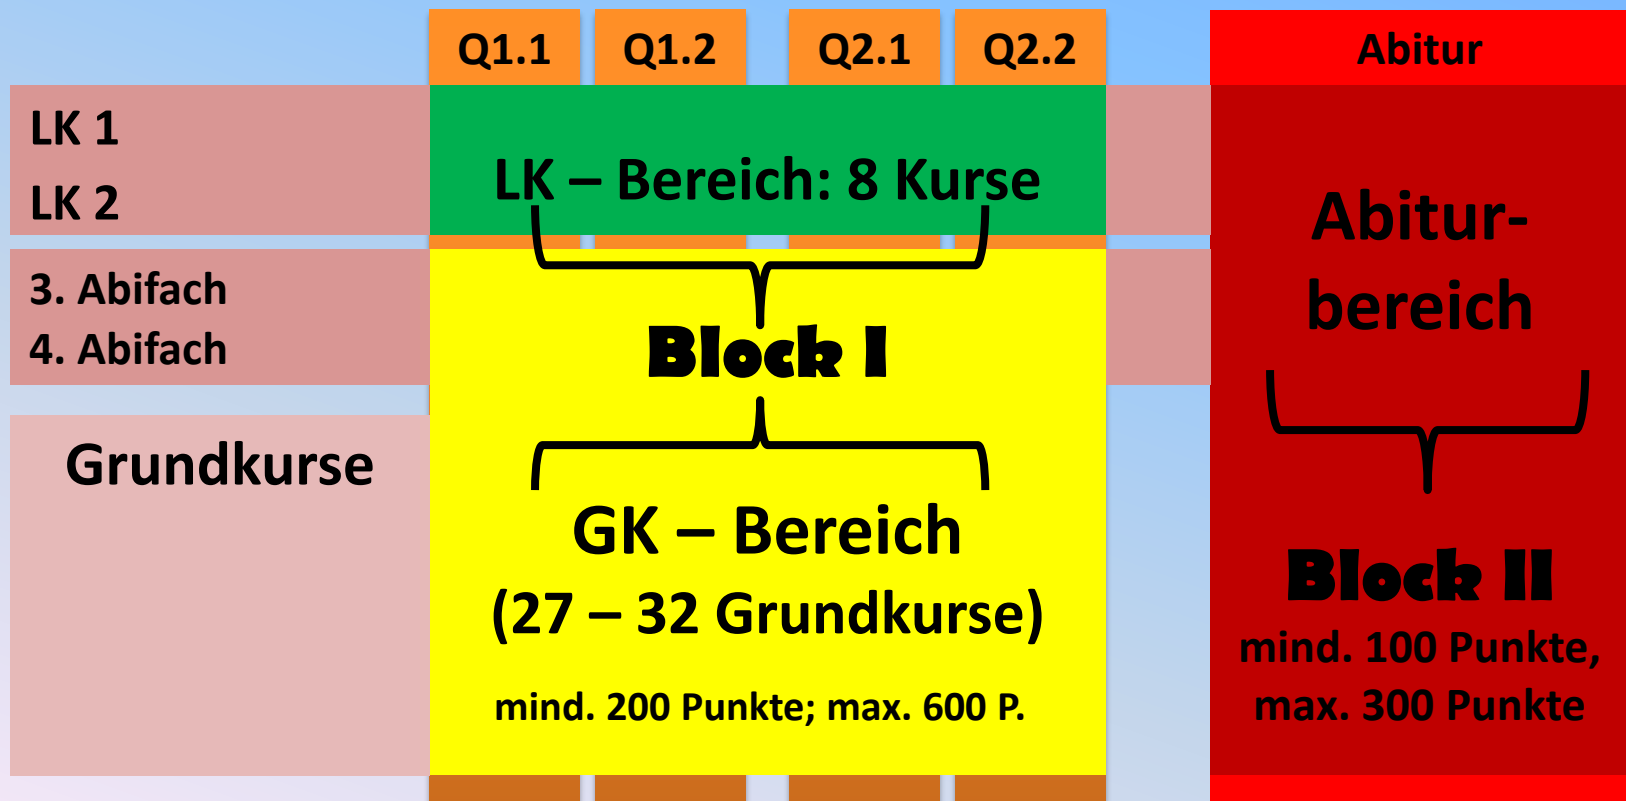 Q1.1 Q1.2 Q2.1 Q2.2 Abitur
LK 1
LK 2
LK – Bereich: 8 Kurse
3. Abifach
4. Abifach
Block I
Grundkurse
GK – Bereich
(27 – 32 Grundkurse)
mind. 200 Punkte; max. 600 P.
Abitur-
bereich
Block II
mind. 100 Punkte,
max. 300 Punkte